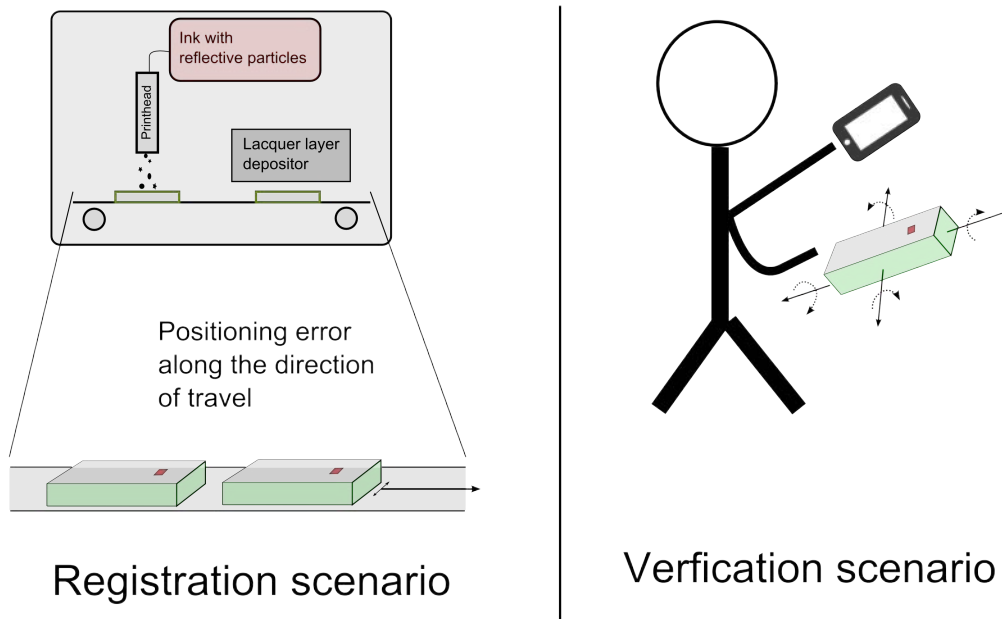 Ink with
reflective particles
Printhead
Lacquer layer
depositor
Positioning error
along the direction
of travel
Registration scenario
Verfication scenario